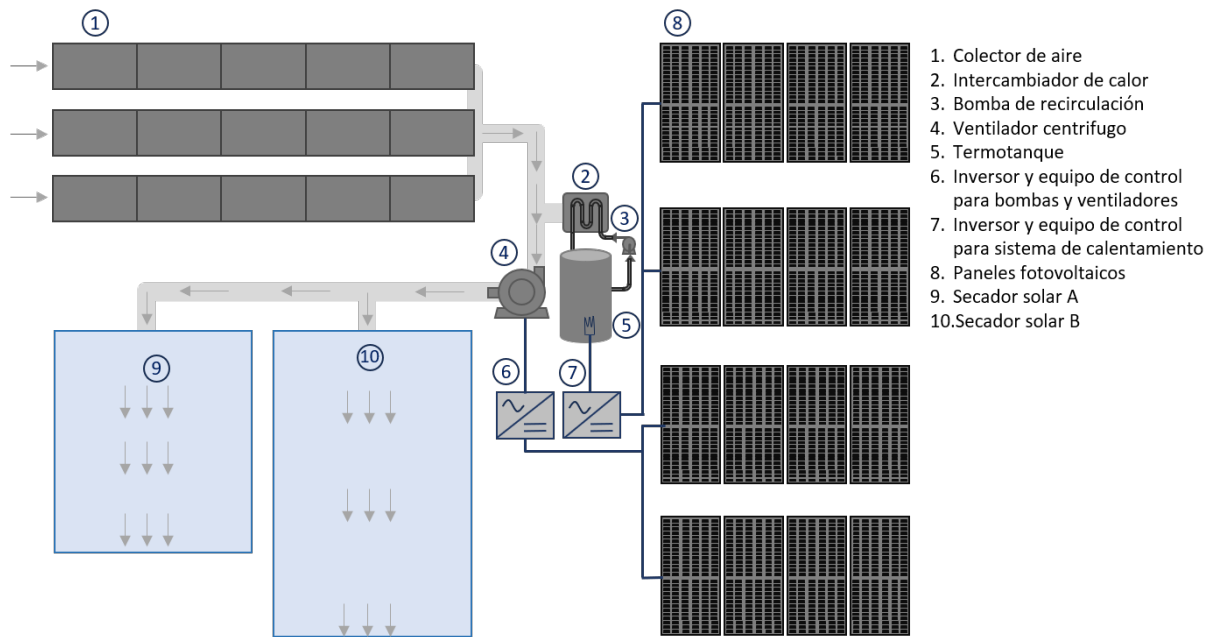 1
8
1. Colector de aire
2. Intercambiador de calor
3. Bomba de recirculación
4. Ventilador centrifugo
5. Termotanque
6. Inversor y equipo de control
para bombas y ventiladores
7. Inversor y equipo de control
para sistema de calentamiento
8. Paneles fotovoltaicos
9. Secador solar A
10.Secador solar B
2
3
4
5
9
10
6
7